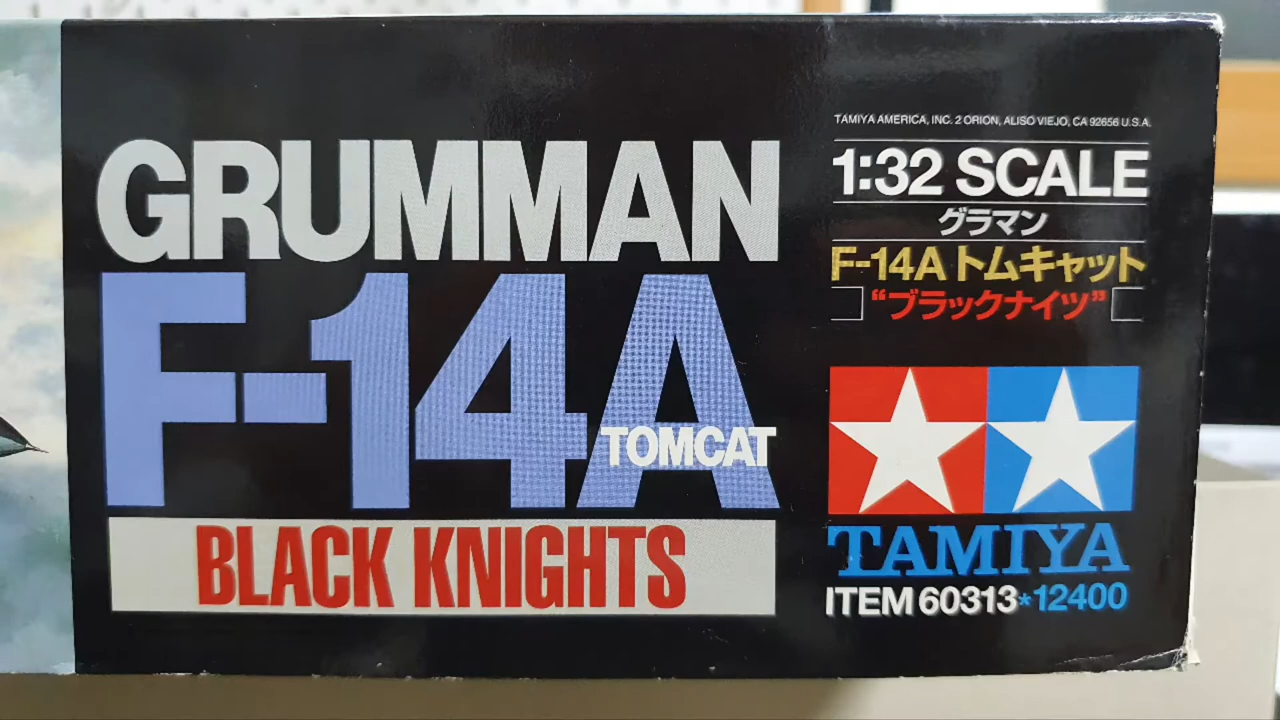 GRUMMAN
F-14A
TOMCAT
BLACK KNIGHTS
TAMIYA AMERICA, INC. 2 ORION, ALISO VIEJO, CA 92656 U.S.A.
1:32 SCALE
グラマン
F-14A トムキャット
“ブラックナイツ”
TAMIYA
ITEM 60313*12400